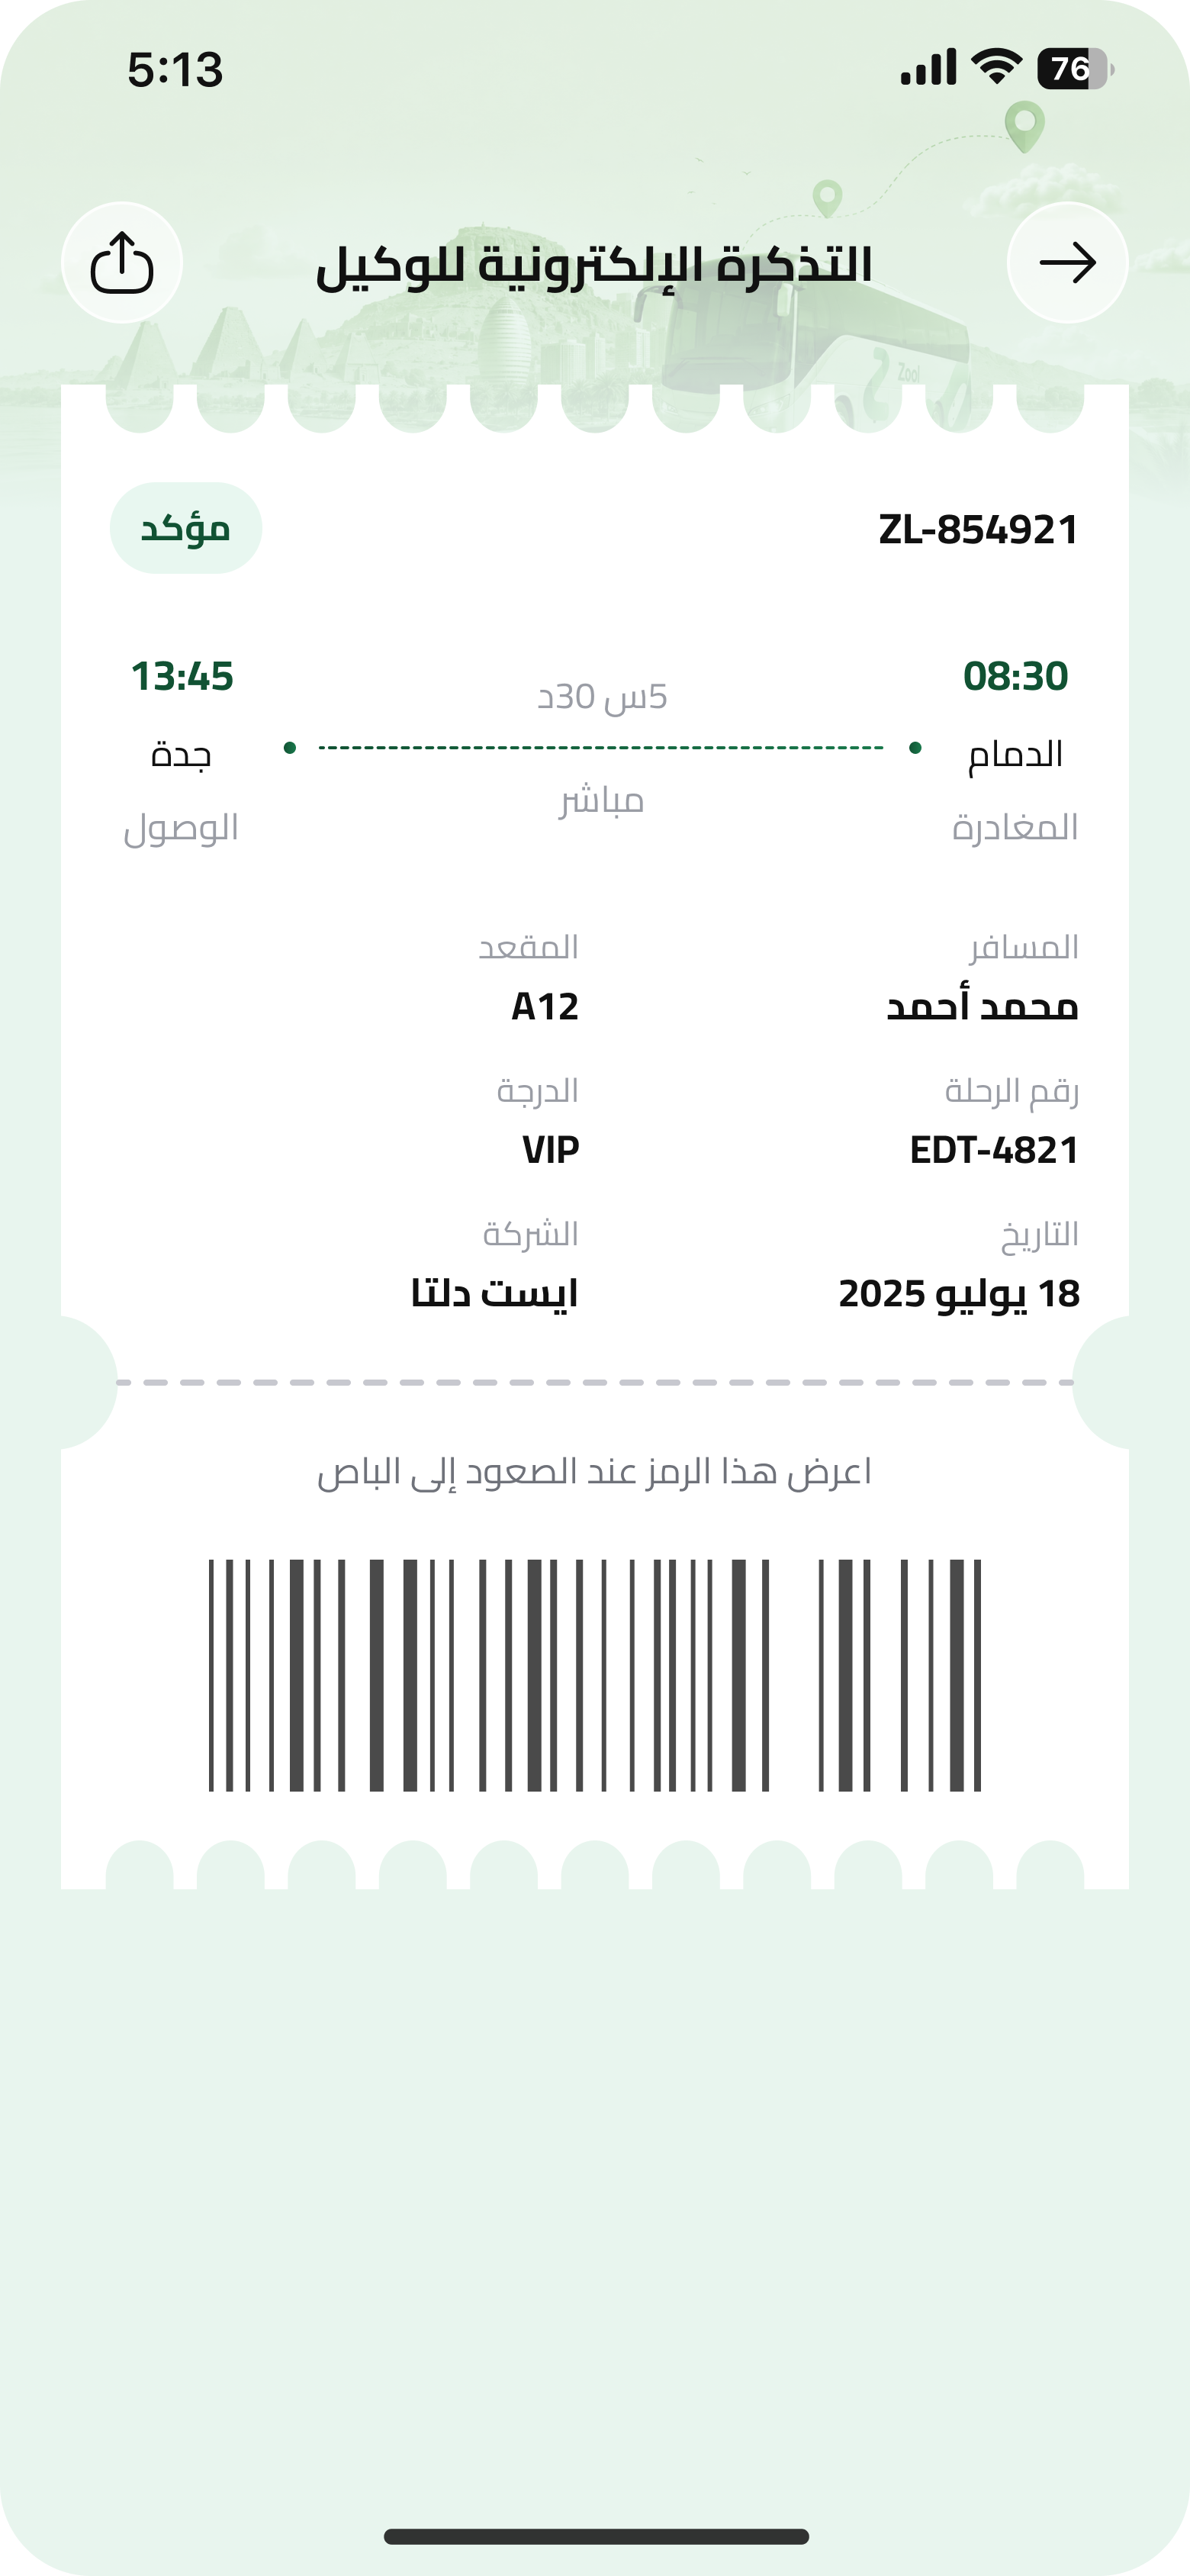 5:13
76
التذكرة الإلكترونية للوكيل
Zool
ZL-854921
مؤكد
08:30
5س 30د
13:45
الدمام
جدة
مباشر
المغادرة
الوصول
المسافر
المقعد
محمد أحمد
A12
رقم الرحلة
الدرجة
EDT-4821
VIP
التاريخ
الشركة
18 يوليو 2025
ايست دلتا
اعرض هذا الرمز عند الصعود إلى الباص